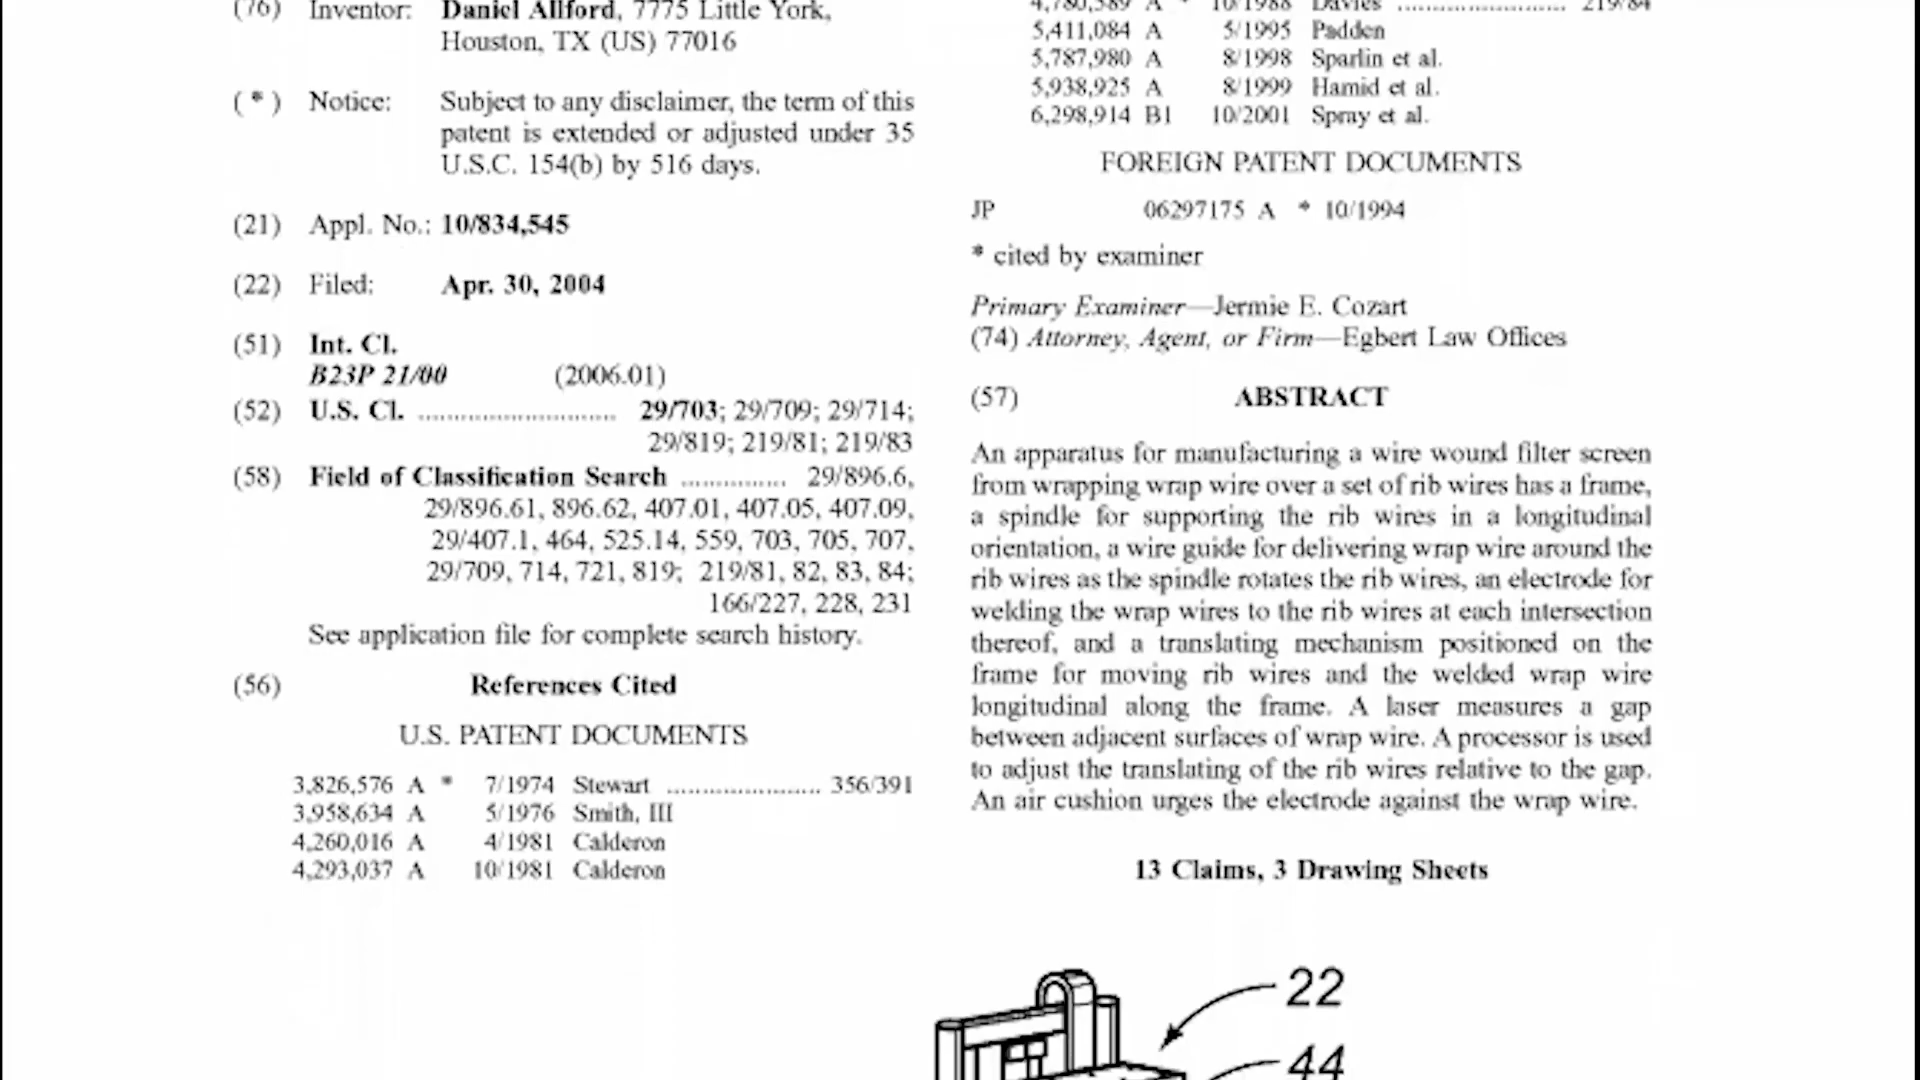 (76) Inventor: Daniel Allford, 7775 Little York,
Houston, TX (US) 77016
( * ) Notice: Subject to any disclaimer, the term of this
patent is extended or adjusted under 35
U.S.C. 154(b) by 516 days.
(21) Appl. No.: 10/834,545
(22) Filed: Apr. 30, 2004
(51) Int. Cl.
B23P 21/00 (2006.01)
(52) U.S. Cl. ............................ 29/703; 29/709; 29/714;
29/819; 219/81; 219/83
(58) Field of Classification Search ............... 29/896.6,
29/896.61, 896.62, 407.01, 407.05, 407.09,
29/407.1, 464, 525.14, 559, 703, 705, 707,
29/709, 714, 721, 819; 219/81, 82, 83, 84;
166/227, 228, 231
See application file for complete search history.
(56) References Cited
U.S. PATENT DOCUMENTS
3,826,576 A * 7/1974 Stewart ...................... 356/391
3,958,634 A 5/1976 Smith, III
4,260,016 A 4/1981 Calderon
4,293,037 A 10/1981 Calderon
4,780,589 A * 10/1988 Davies ........................ 219/84
5,411,084 A 5/1995 Padden
5,787,980 A 8/1998 Sparlin et al.
5,938,925 A 8/1999 Hamid et al.
6,298,914 B1 10/2001 Spray et al.
FOREIGN PATENT DOCUMENTS
JP 06297175 A * 10/1994
* cited by examiner
Primary Examiner—Jermie E. Cozart
(74) Attorney, Agent, or Firm—Egbert Law Offices
(57) ABSTRACT
An apparatus for manufacturing a wire wound filter screen
from wrapping wrap wire over a set of rib wires has a frame,
a spindle for supporting the rib wires in a longitudinal
orientation, a wire guide for delivering wrap wire around the
rib wires as the spindle rotates the rib wires, an electrode for
welding the wrap wires to the rib wires at each intersection
thereof, and a translating mechanism positioned on the
frame for moving rib wires and the welded wrap wire
longitudinal along the frame. A laser measures a gap
between adjacent surfaces of wrap wire. A processor is used
to adjust the translating of the rib wires relative to the gap.
An air cushion urges the electrode against the wrap wire.
13 Claims, 3 Drawing Sheets
22
44